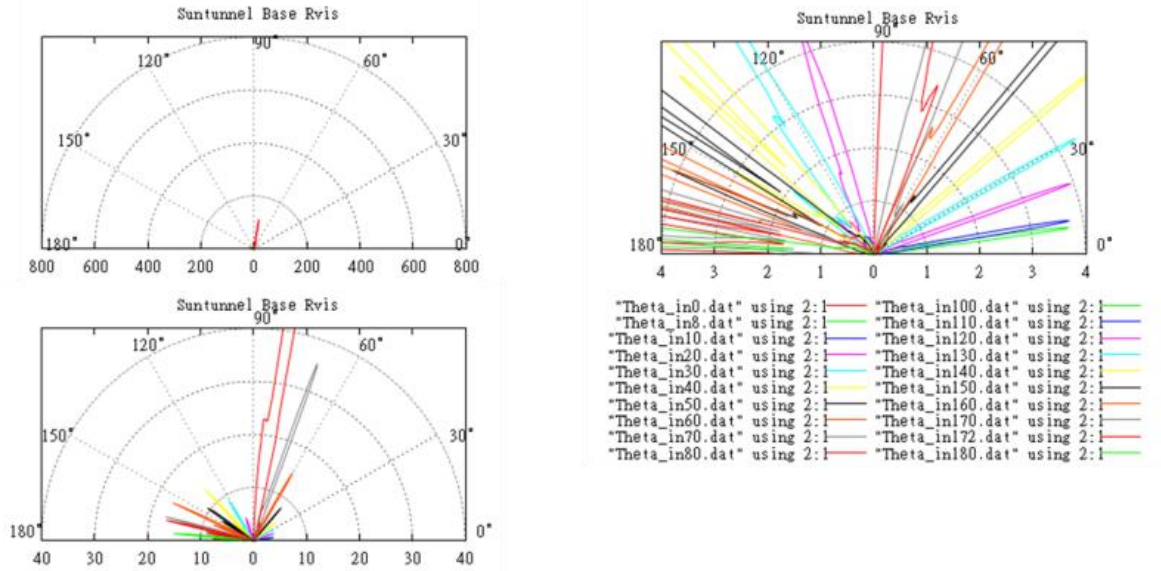 Suntunnel Base Rvis
90°
120°
60°
150°
30°
180°
0°
800 600 400 200 0 200 400 600 800
Suntunnel Base Rvis
90°
120°
60°
150°
30°
180°
0°
4 3 2 1 0 1 2 3 4
Suntunnel Base Rvis
90°
120°
60°
150°
30°
180°
0°
40 30 20 10 0 10 20 30 40
"Theta_in0.dat" using 2:1 "Theta_in100.dat" using 2:1
"Theta_in8.dat" using 2:1 "Theta_in110.dat" using 2:1
"Theta_in10.dat" using 2:1 "Theta_in120.dat" using 2:1
"Theta_in20.dat" using 2:1 "Theta_in130.dat" using 2:1
"Theta_in30.dat" using 2:1 "Theta_in140.dat" using 2:1
"Theta_in40.dat" using 2:1 "Theta_in150.dat" using 2:1
"Theta_in50.dat" using 2:1 "Theta_in160.dat" using 2:1
"Theta_in60.dat" using 2:1 "Theta_in170.dat" using 2:1
"Theta_in70.dat" using 2:1 "Theta_in172.dat" using 2:1
"Theta_in80.dat" using 2:1 "Theta_in180.dat" using 2:1